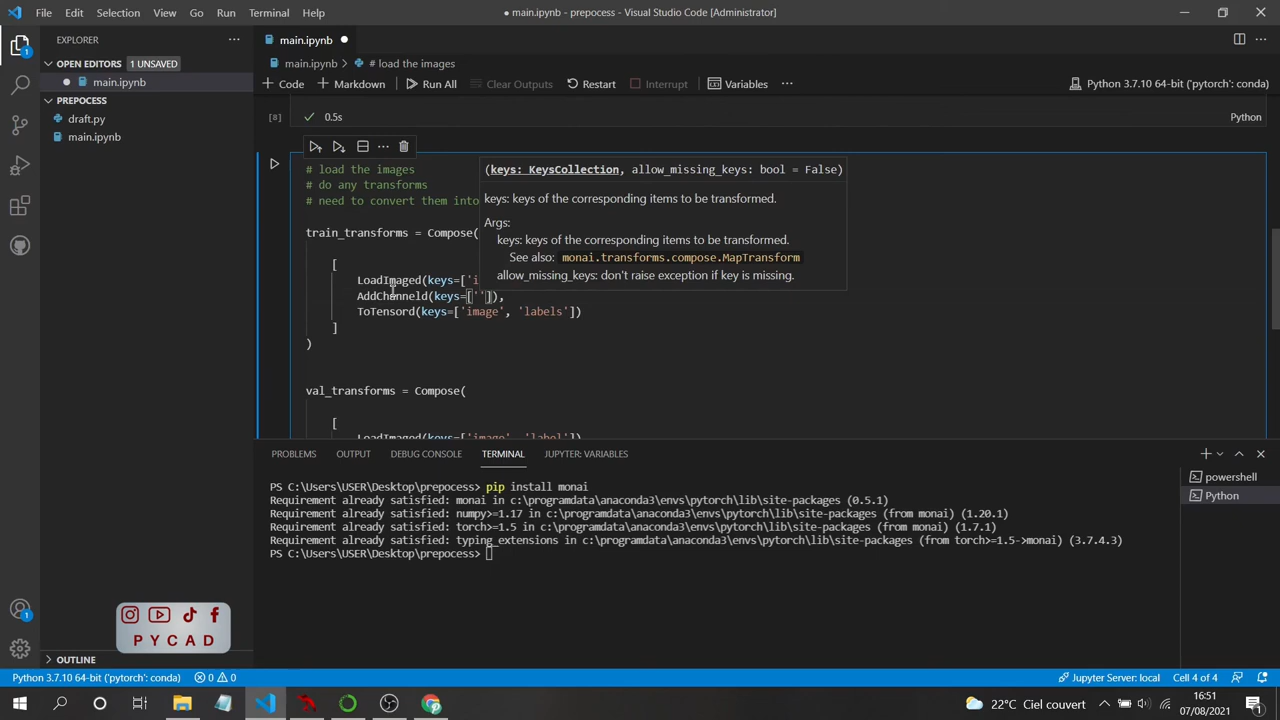 File Edit Selection View Go Run Terminal Help
● main.ipynb - prepocess - Visual Studio Code [Administrator]
EXPLORER ...
main.ipynb ●
OPEN EDITORS 1 UNSAVED
● main.ipynb
PREPOCESS
draft.py
main.ipynb
OUTLINE
main.ipynb > # load the images
+ Code + Markdown Run All Clear Outputs Restart Interrupt Variables ...
Python 3.7.10 64-bit ('pytorch': conda)
[8] ✓ 0.5s
Python
# load the images
# do any transforms
# need to convert them into
train_transforms = Compose(
[
LoadImaged(keys=['i
AddChanneld(keys=['']),
ToTensord(keys=['image', 'labels'])
]
)
val_transforms = Compose(
[
LoadImaged(keys=['image', 'label'])
(keys: KeysCollection, allow_missing_keys: bool = False)
keys: keys of the corresponding items to be transformed.
Args:
keys: keys of the corresponding items to be transformed.
See also: monai.transforms.compose.MapTransform
allow_missing_keys: don't raise exception if key is missing.
PROBLEMS OUTPUT DEBUG CONSOLE TERMINAL JUPYTER: VARIABLES
PS C:\Users\USER\Desktop\prepocess> pip install monai
Requirement already satisfied: monai in c:\programdata\anaconda3\envs\pytorch\lib\site-packages (0.5.1)
Requirement already satisfied: numpy>=1.17 in c:\programdata\anaconda3\envs\pytorch\lib\site-packages (from monai) (1.20.1)
Requirement already satisfied: torch>=1.5 in c:\programdata\anaconda3\envs\pytorch\lib\site-packages (from monai) (1.7.1)
Requirement already satisfied: typing_extensions in c:\programdata\anaconda3\envs\pytorch\lib\site-packages (from torch>=1.5->monai) (3.7.4.3)
PS C:\Users\USER\Desktop\prepocess>
powershell
Python
PYCAD
Python 3.7.10 64-bit ('pytorch': conda) 0 0
Jupyter Server: local Cell 4 of 4
22°C Ciel couvert
16:51
07/08/2021